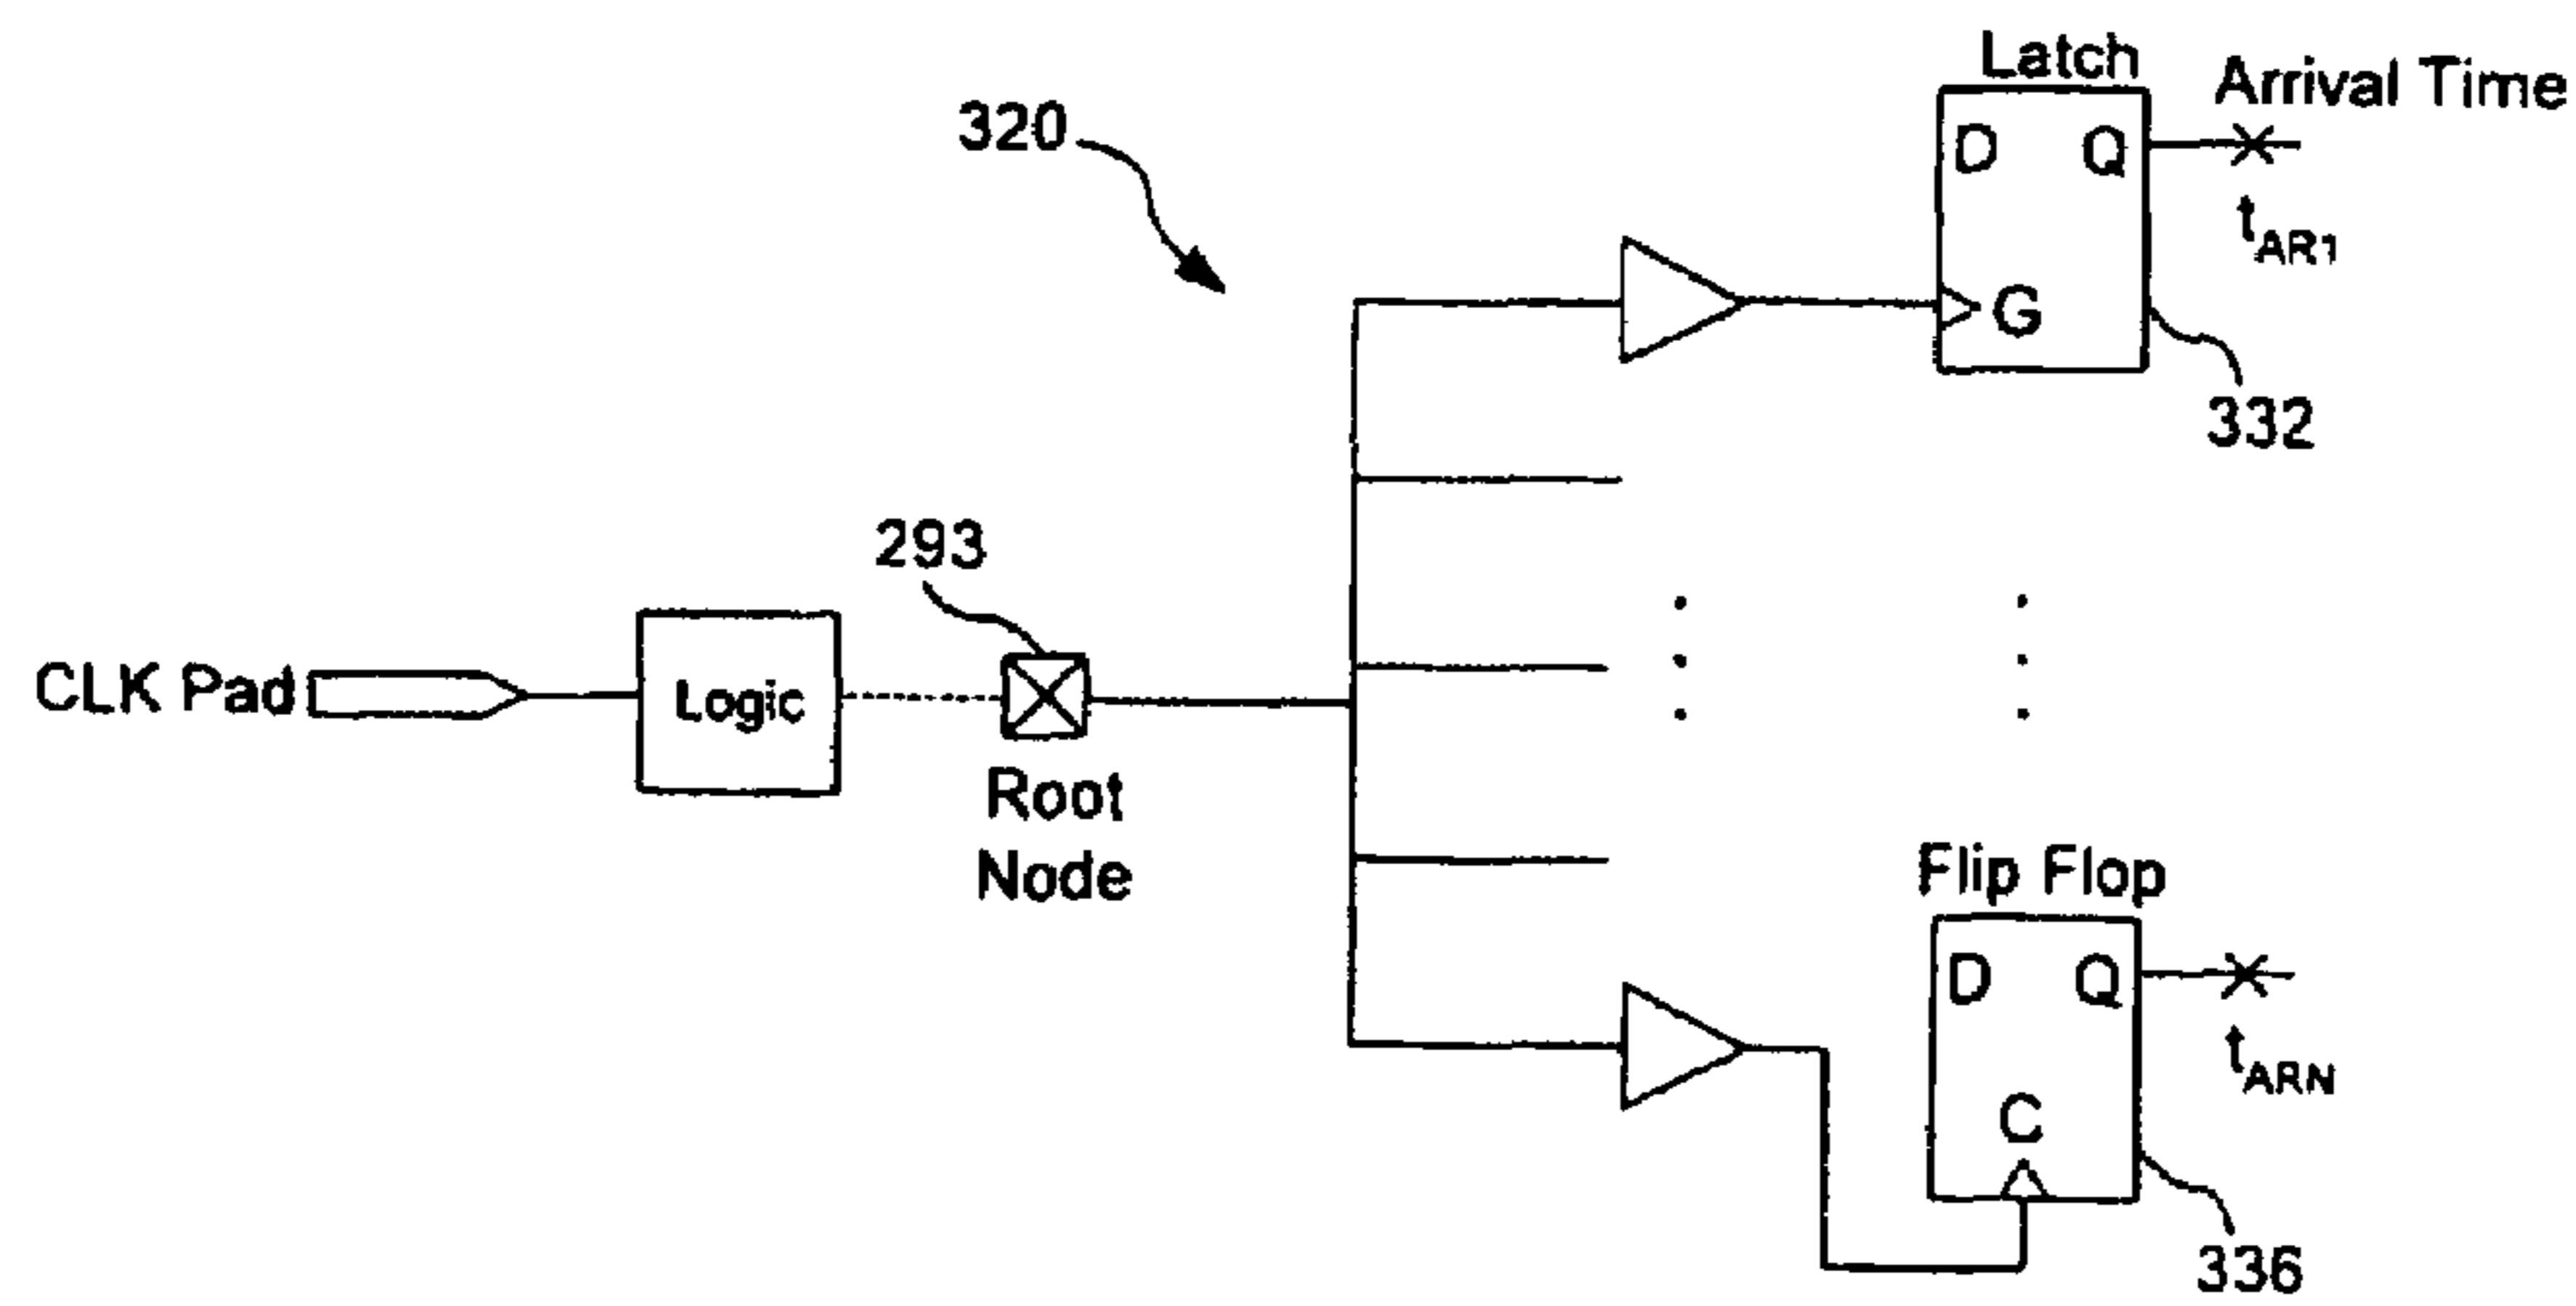 Latch
Arrival Time
320
D Q
t_AR1
G
332
293
CLK Pad
Logic
Root
Node
Flip Flop
D Q
t_ARN
C
336